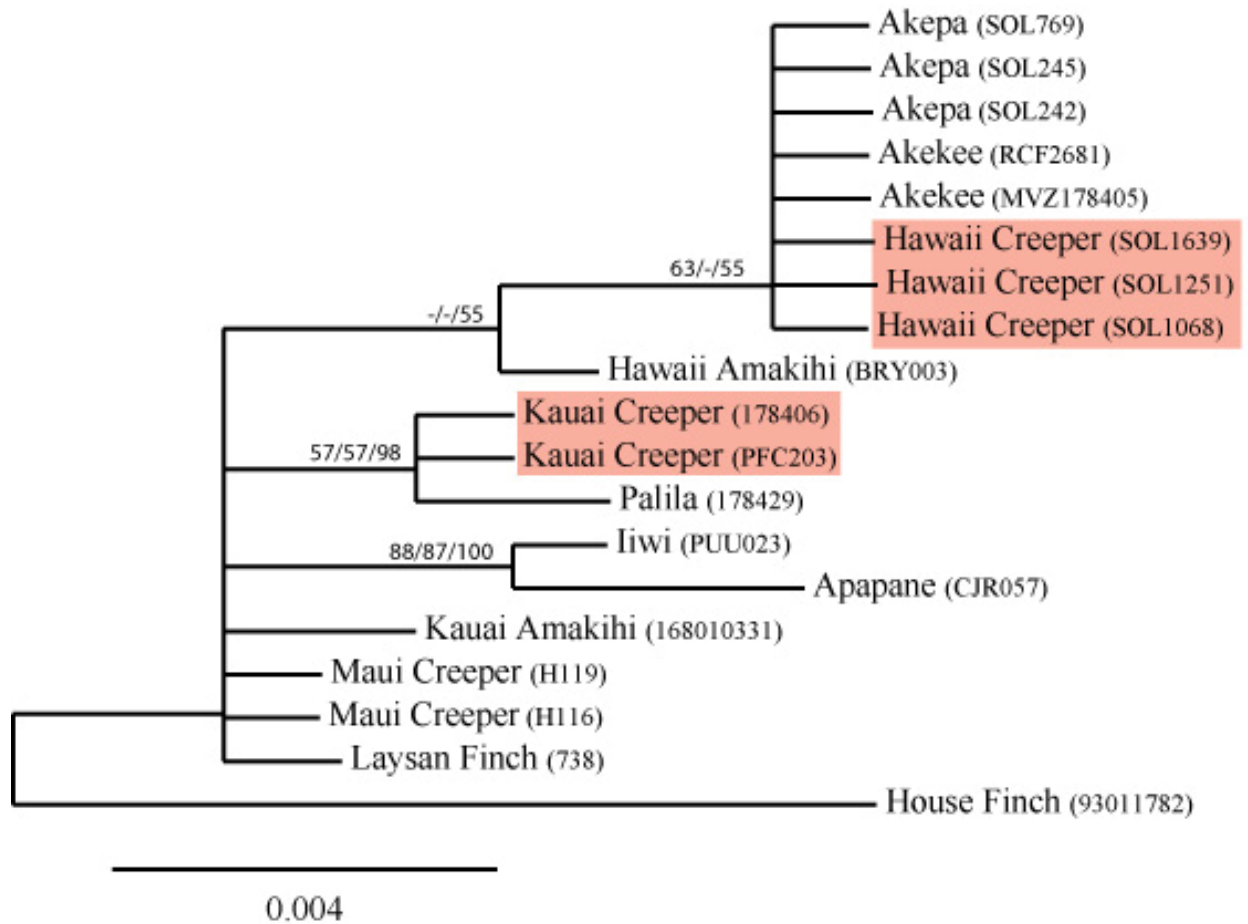 Akepa (SOL769)
Akepa (SOL245)
Akepa (SOL242)
Akekee (RCF2681)
Akekee (MVZ178405)
Hawaii Creeper (SOL1639)
63/-/55
Hawaii Creeper (SOL1251)
-/-/55
Hawaii Creeper (SOL1068)
Hawaii Amakihi (BRY003)
Kauai Creeper (178406)
57/57/98
Kauai Creeper (PFC203)
Palila (178429)
Iiwi (PUU023)
88/87/100
Apapane (CJR057)
Kauai Amakihi (168010331)
Maui Creeper (H119)
Maui Creeper (H116)
Laysan Finch (738)
House Finch (93011782)
0.004